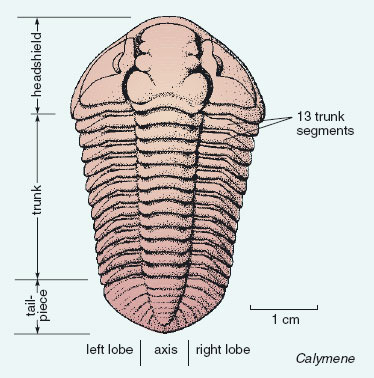 headshield
13 trunk
segments
trunk
tail-
piece
1 cm
left lobe
axis
right lobe
Calymene